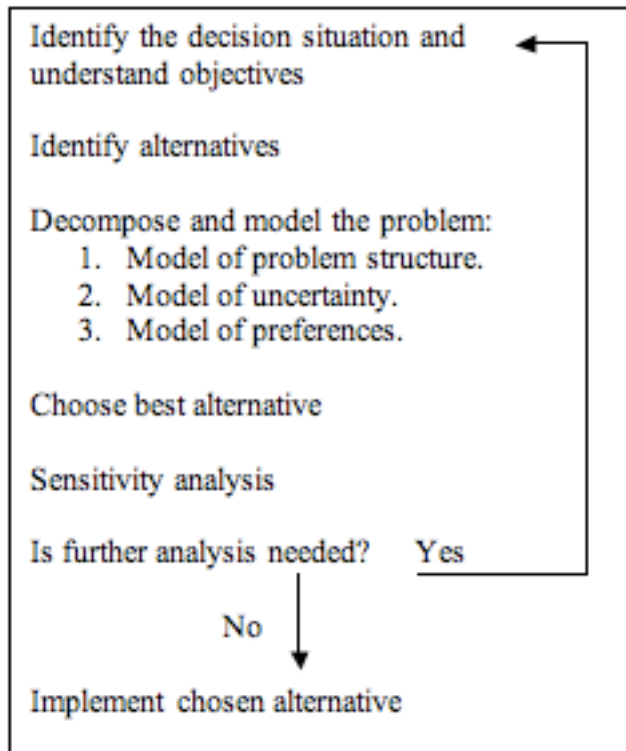 Identify the decision situation and
understand objectives
Identify alternatives
Decompose and model the problem:
1. Model of problem structure.
2. Model of uncertainty.
3. Model of preferences.
Choose best alternative
Sensitivity analysis
Is further analysis needed? Yes
No
Implement chosen alternative